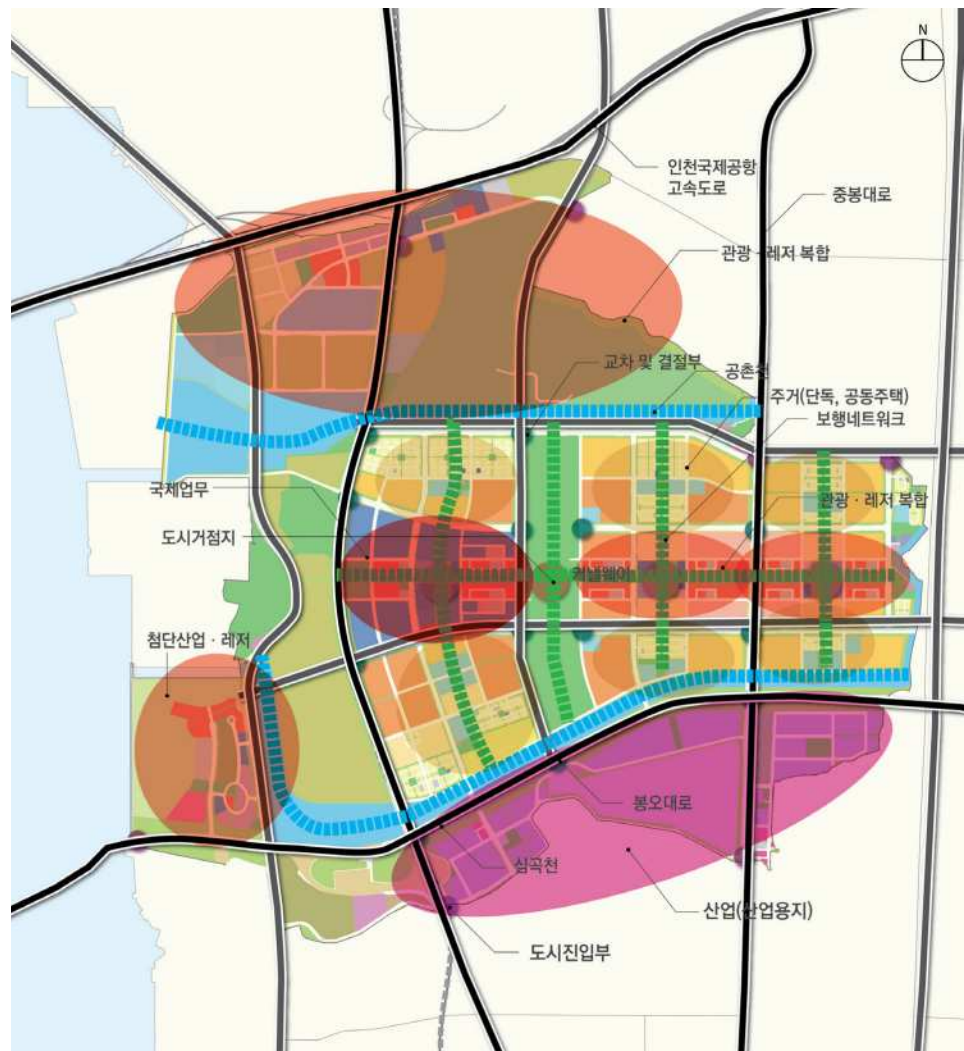 N
인천국제공항
고속도로
중봉대로
관광 · 레저 복합
교차 및 결절부
공촌천
주거(단독, 공동주택)
보행네트워크
국제업무
관광 · 레저 복합
도시거점지
커낼웨이
첨단산업 · 레저
봉오대로
심곡천
산업(산업용지)
도시진입부